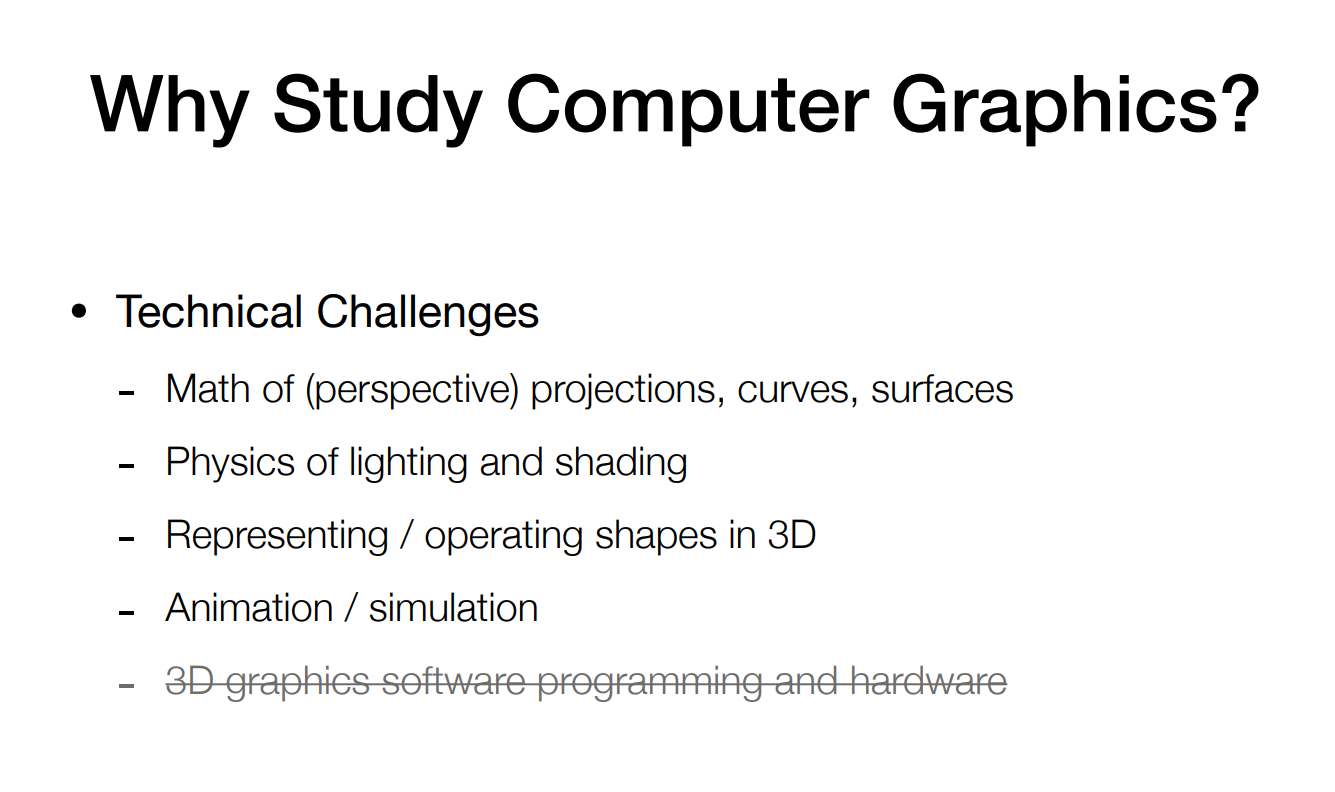 Why Study Computer Graphics?
• Technical Challenges
- Math of (perspective) projections, curves, surfaces
- Physics of lighting and shading
- Representing / operating shapes in 3D
- Animation / simulation
- 3D graphics software programming and hardware